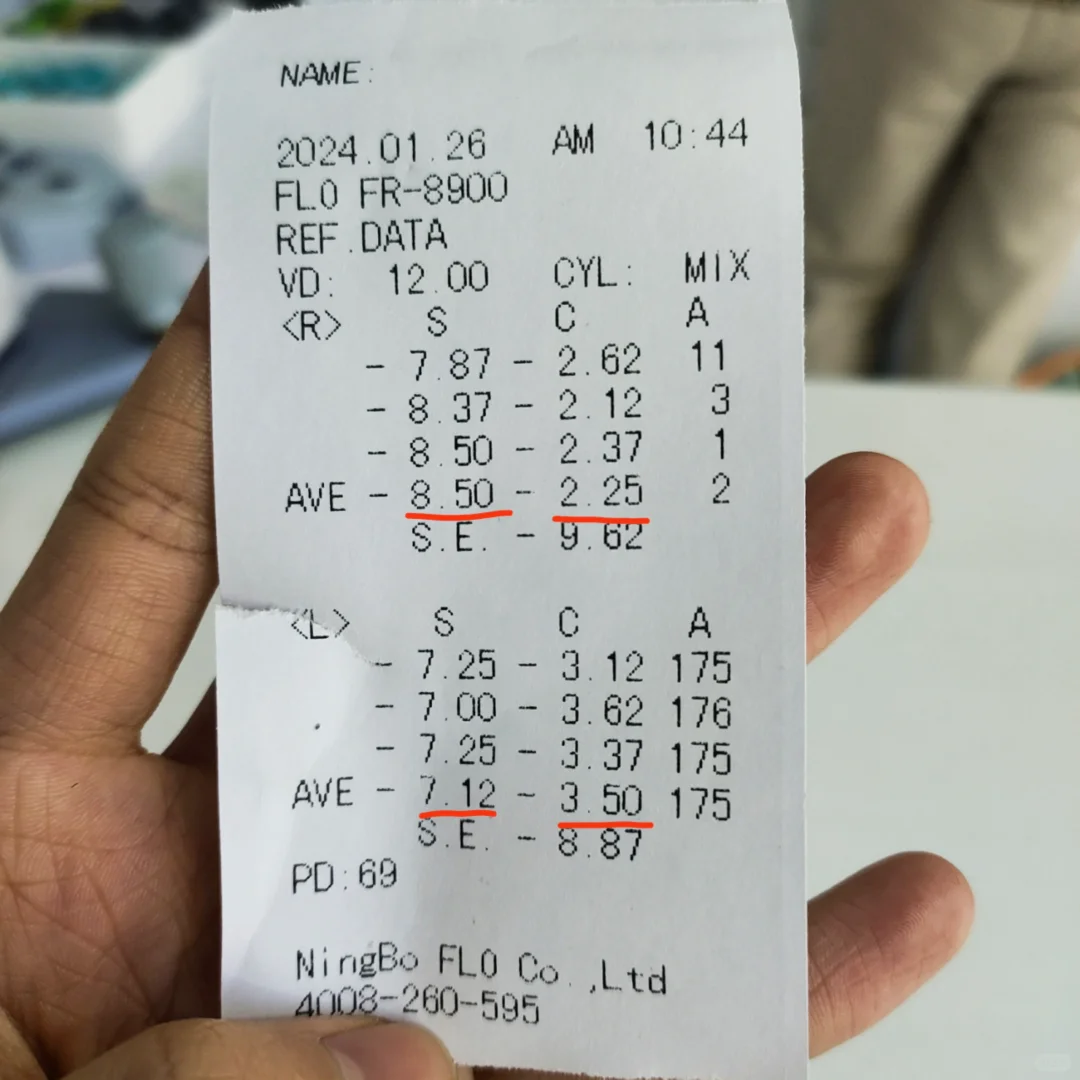 NAME:
2024.01.26 AM 10:44
FLO FR-8900
REF.DATA
VD: 12.00 CYL: MIX
<R> S C A
- 7.87 - 2.62 11
- 8.37 - 2.12 3
- 8.50 - 2.37 1
AVE - 8.50 - 2.25 2
S.E. - 9.62
<L> S C A
- 7.25 - 3.12 175
- 7.00 - 3.62 176
- 7.25 - 3.37 175
AVE - 7.12 - 3.50 175
S.E. - 8.87
PD:69
NingBo FLO Co.,Ltd
4008-260-595